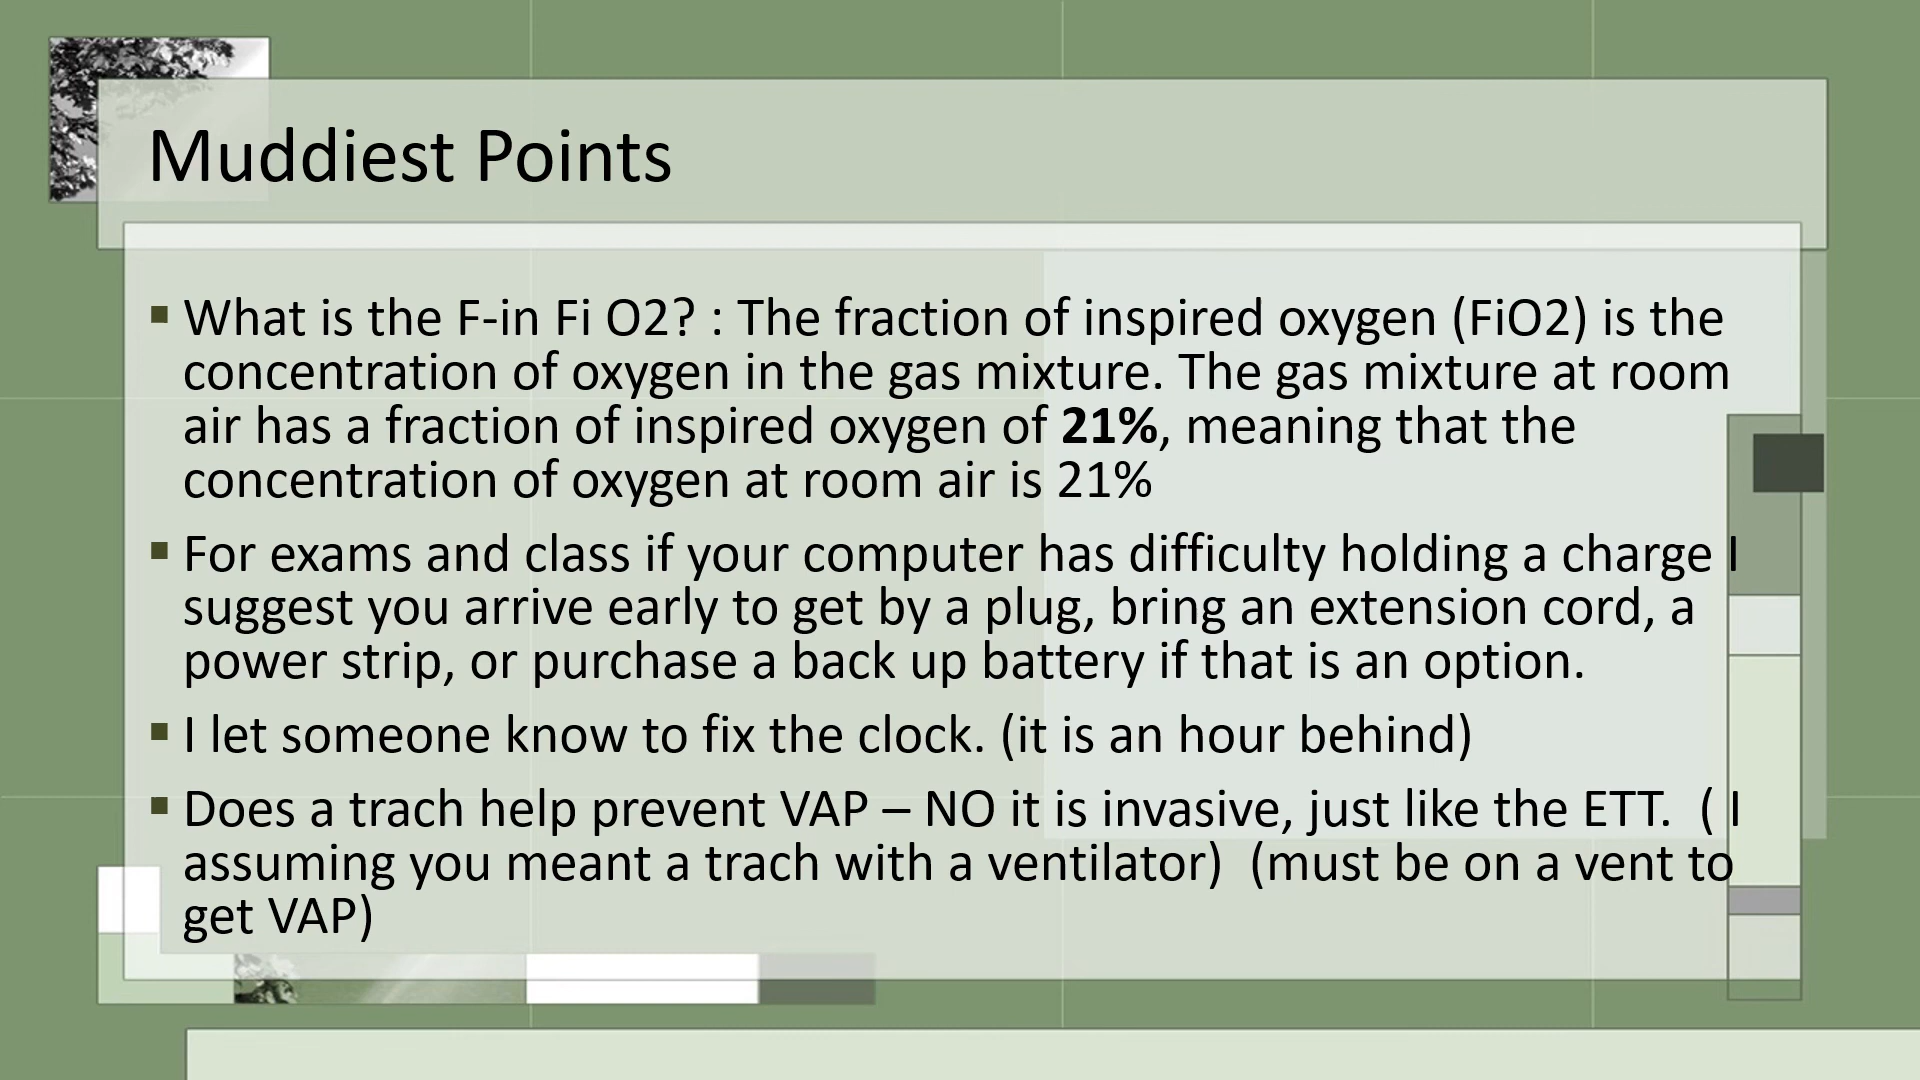 Muddiest Points
What is the F-in Fi O2? : The fraction of inspired oxygen (FiO2) is the
concentration of oxygen in the gas mixture. The gas mixture at room
air has a fraction of inspired oxygen of 21%, meaning that the
concentration of oxygen at room air is 21%
For exams and class if your computer has difficulty holding a charge I
suggest you arrive early to get by a plug, bring an extension cord, a
power strip, or purchase a back up battery if that is an option.
I let someone know to fix the clock. (it is an hour behind)
Does a trach help prevent VAP – NO it is invasive, just like the ETT.  ( I
assuming you meant a trach with a ventilator)  (must be on a vent to
get VAP)